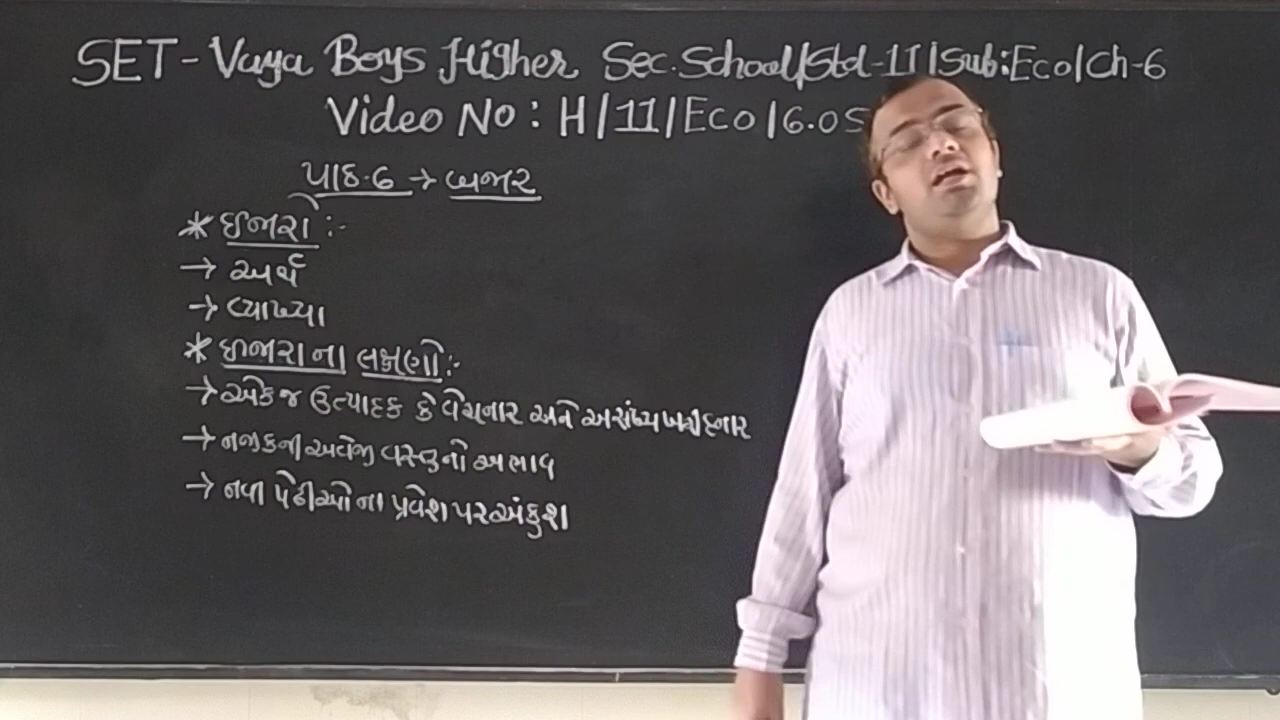 SET - Vaya Boys Higher Sec. School/Std-11/Sub:Eco/Ch-6
Video No: H/11/Eco/6.05
પાઠ-6 → બજાર
* ઈજારો :-
→ અર્થ
→ વ્યાખ્યા
* ઈજારાના લક્ષણો :-
→ એક જ ઉત્પાદક કે વેચનાર અને અસંખ્ય ખરીદનાર
→ નજીકની અવેજી વસ્તુનો અભાવ
→ નવી પેઢીઓના પ્રવેશ પર અંકુશ